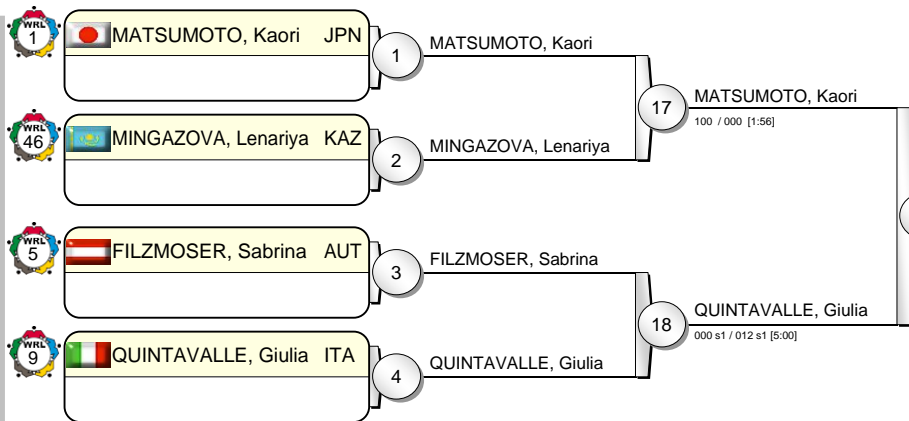 WRL
1
MATSUMOTO, Kaori JPN
1
MATSUMOTO, Kaori
17
MATSUMOTO, Kaori
100 / 000 [1:56]
WRL
46
MINGAZOVA, Lenariya KAZ
2
MINGAZOVA, Lenariya
WRL
5
FILZMOSER, Sabrina AUT
3
FILZMOSER, Sabrina
18
QUINTAVALLE, Giulia
000 s1 / 012 s1 [5:00]
WRL
9
QUINTAVALLE, Giulia ITA
4
QUINTAVALLE, Giulia